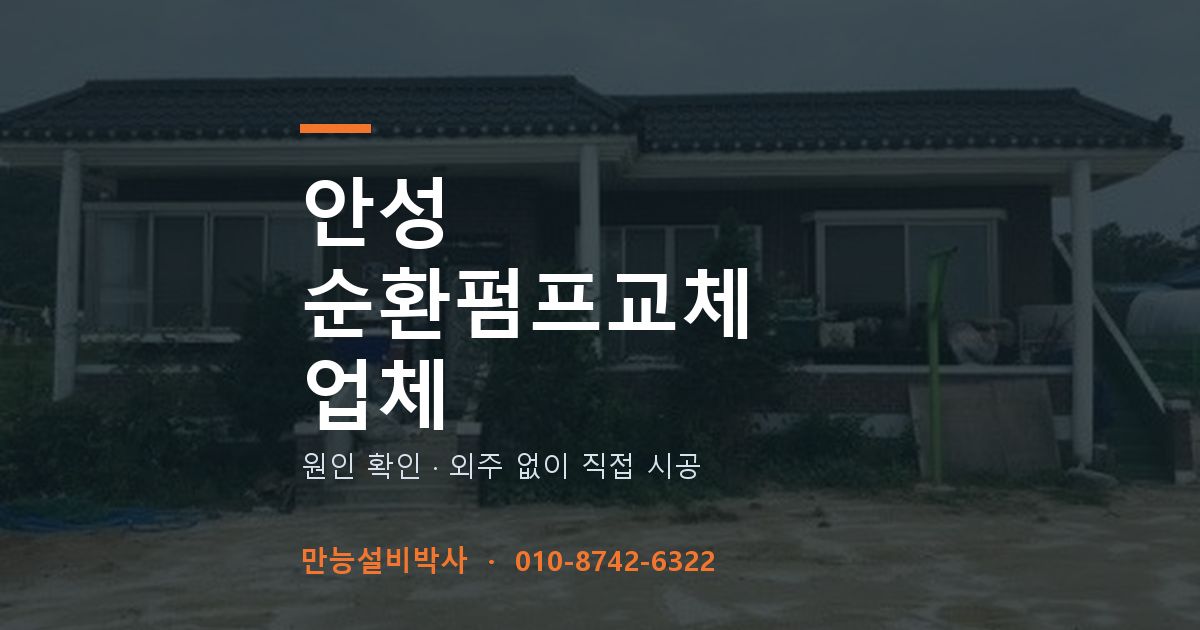 안성
순환펌프교체
업체
원인 확인 · 외주 없이 직접 시공
만능설비박사 · 010-8742-6322